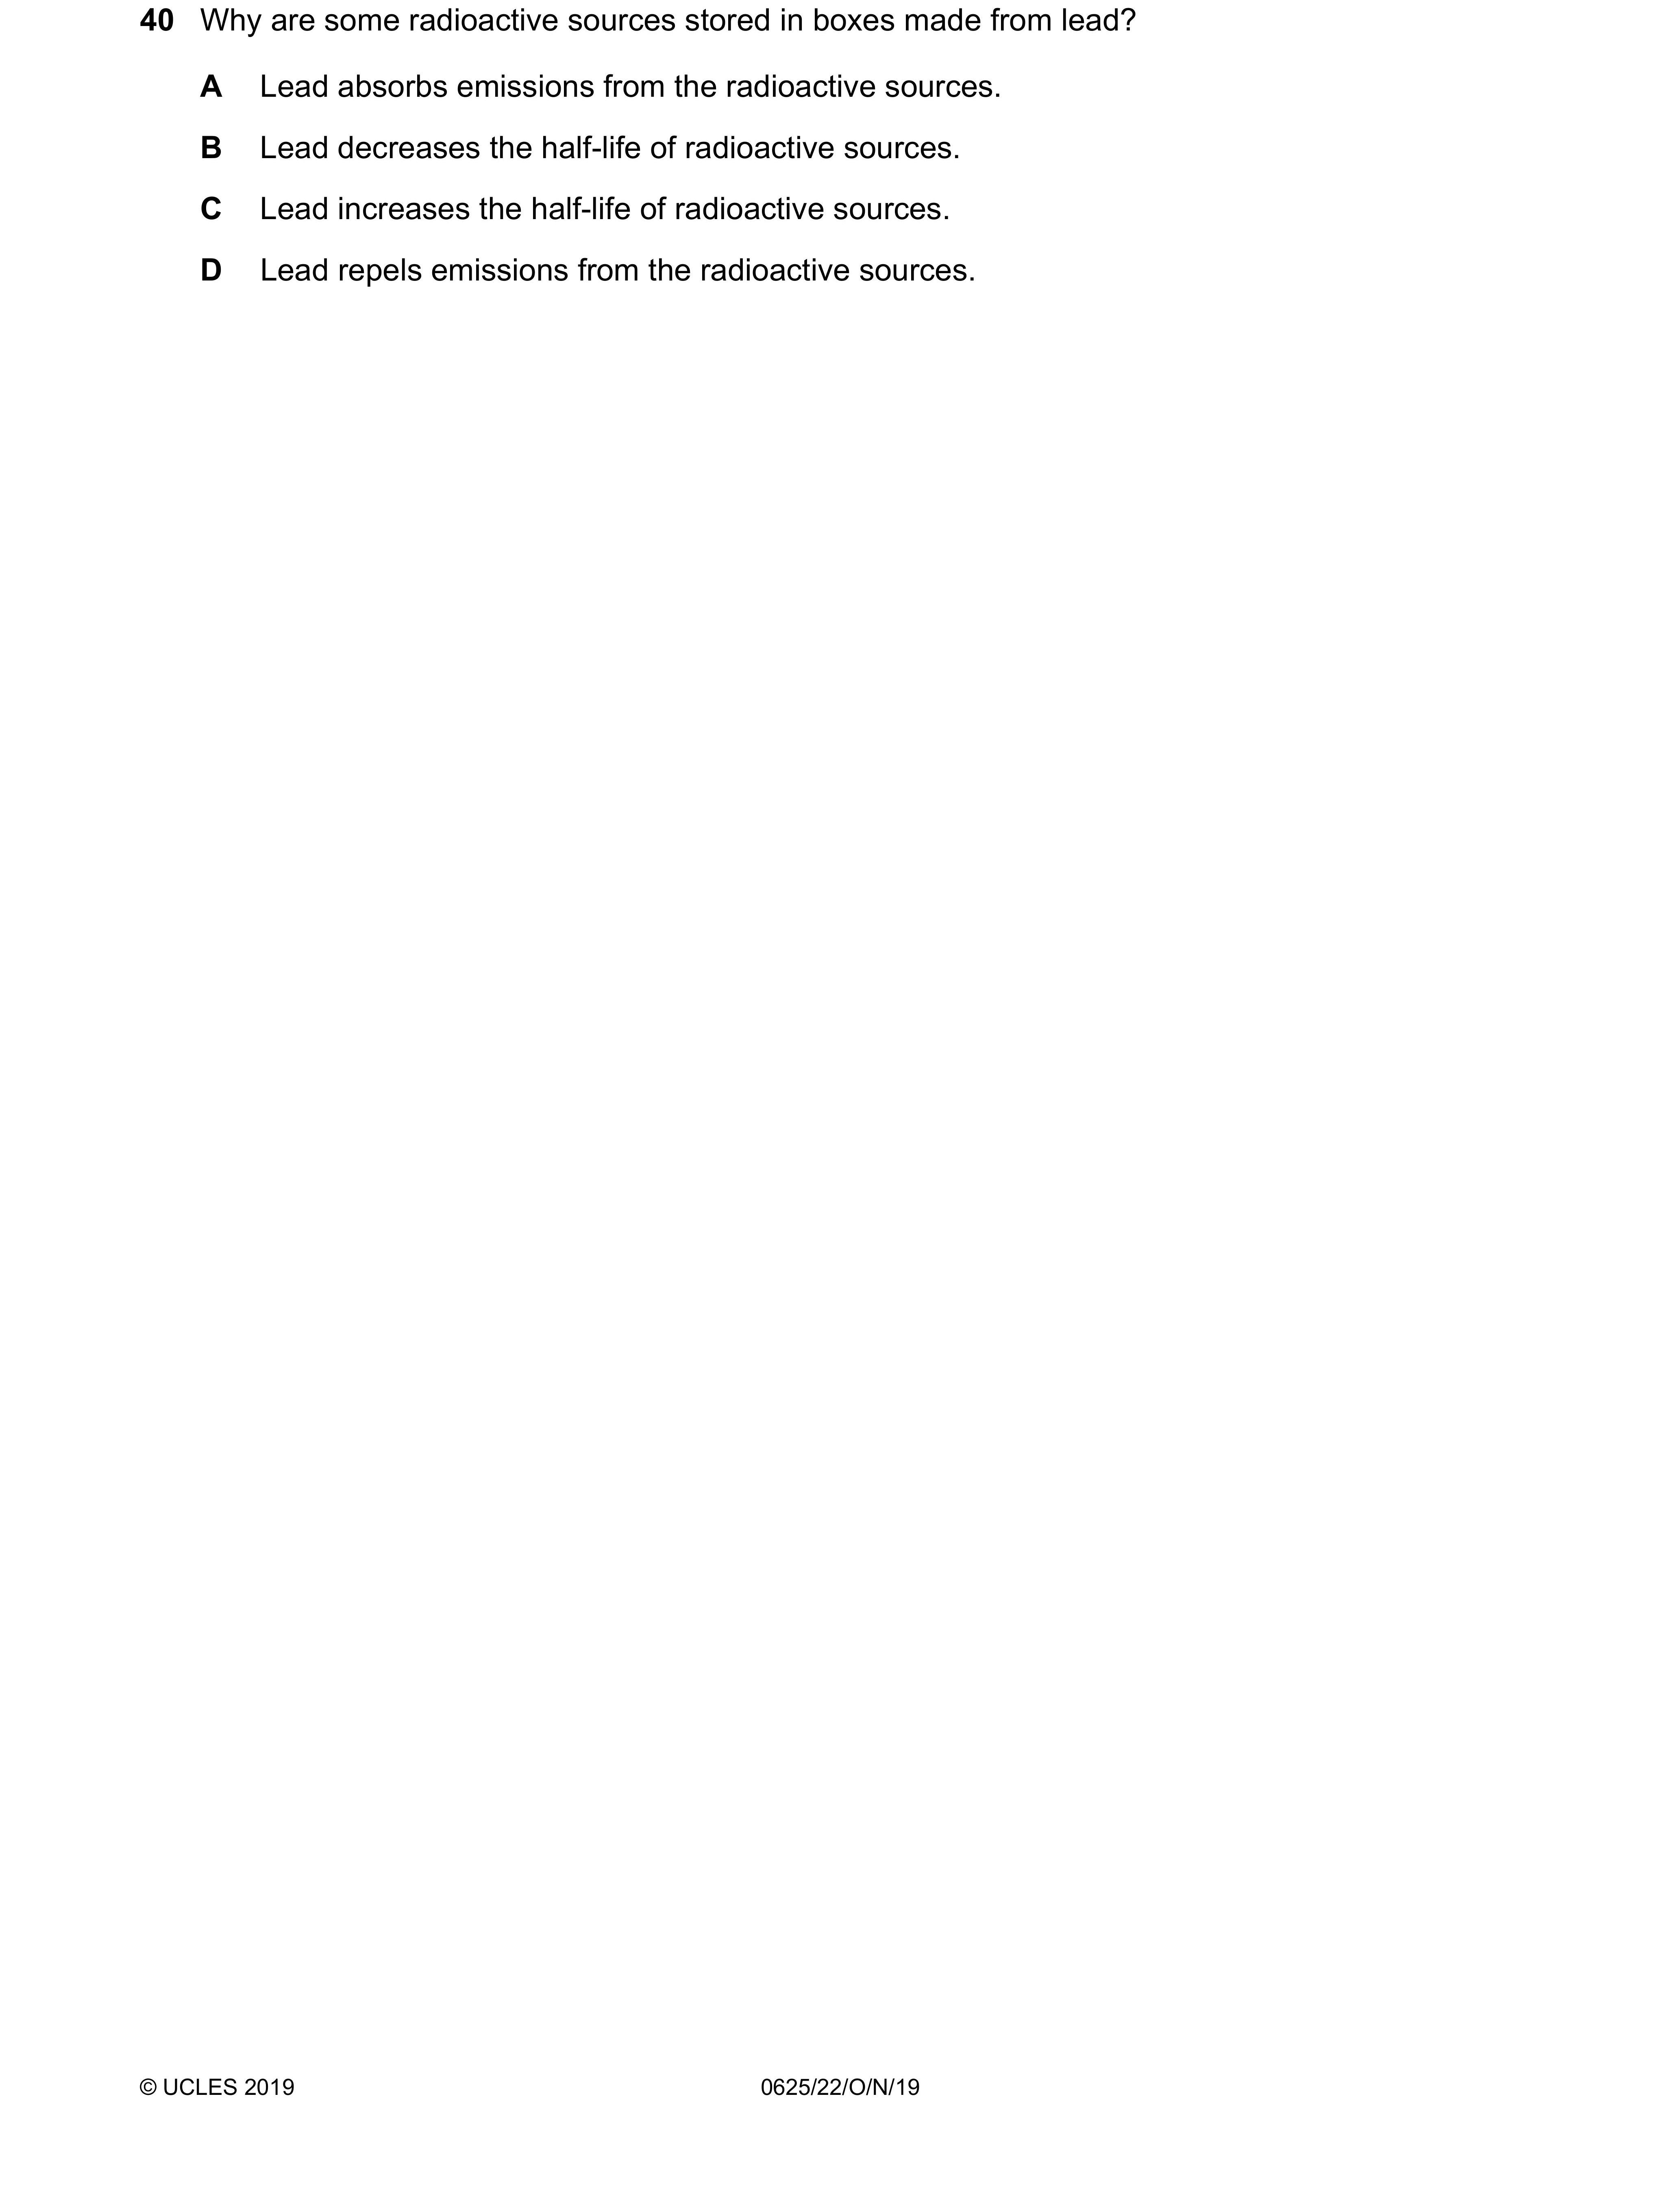 40 Why are some radioactive sources stored in boxes made from lead?
A Lead absorbs emissions from the radioactive sources.
B Lead decreases the half-life of radioactive sources.
C Lead increases the half-life of radioactive sources.
D Lead repels emissions from the radioactive sources.
© UCLES 2019 0625/22/O/N/19